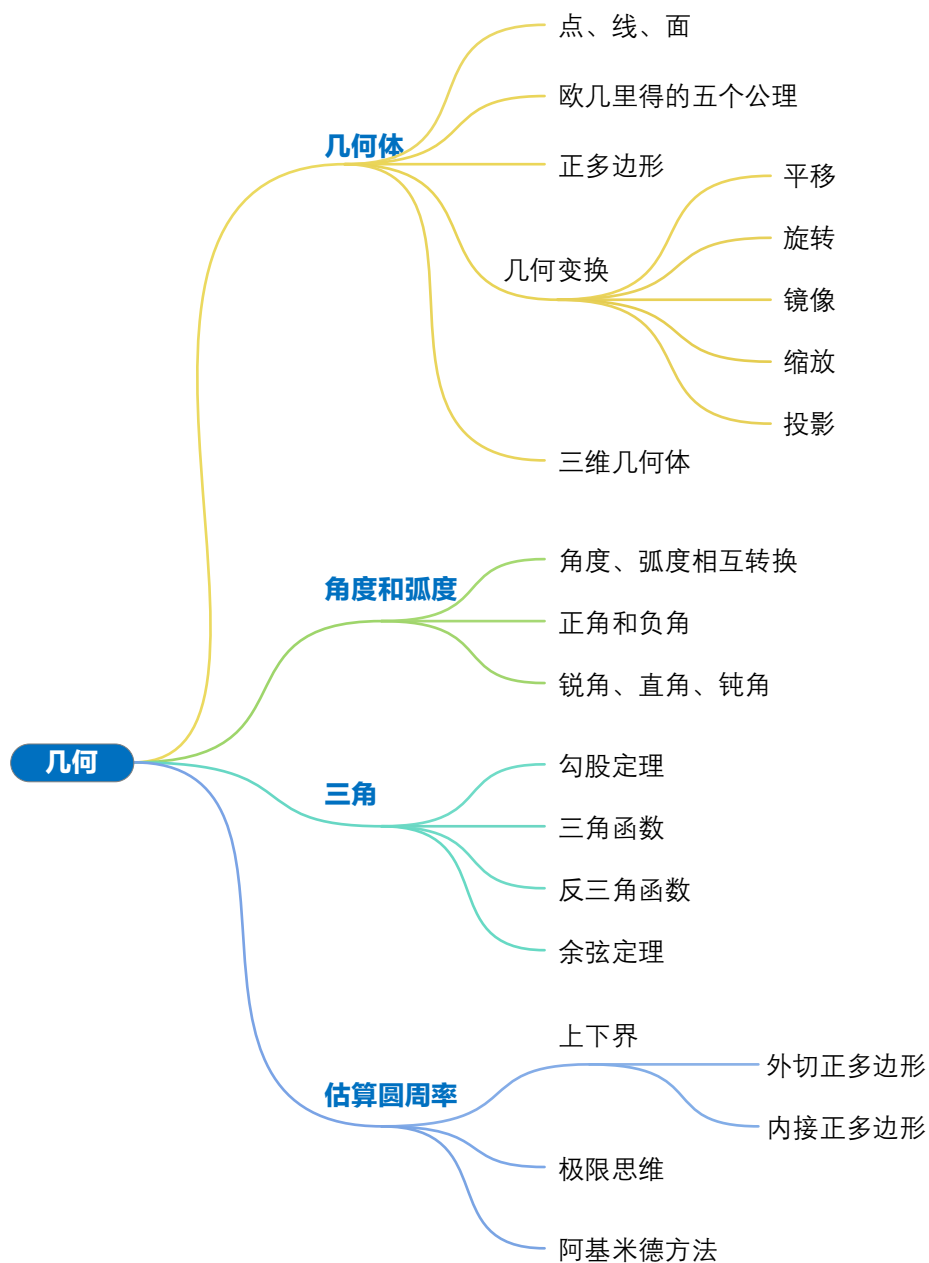 几何
几何体
点、线、面
欧几里得的五个公理
正多边形
几何变换
平移
旋转
镜像
缩放
投影
三维几何体
角度和弧度
角度、弧度相互转换
正角和负角
锐角、直角、钝角
三角
勾股定理
三角函数
反三角函数
余弦定理
估算圆周率
上下界
外切正多边形
内接正多边形
极限思维
阿基米德方法